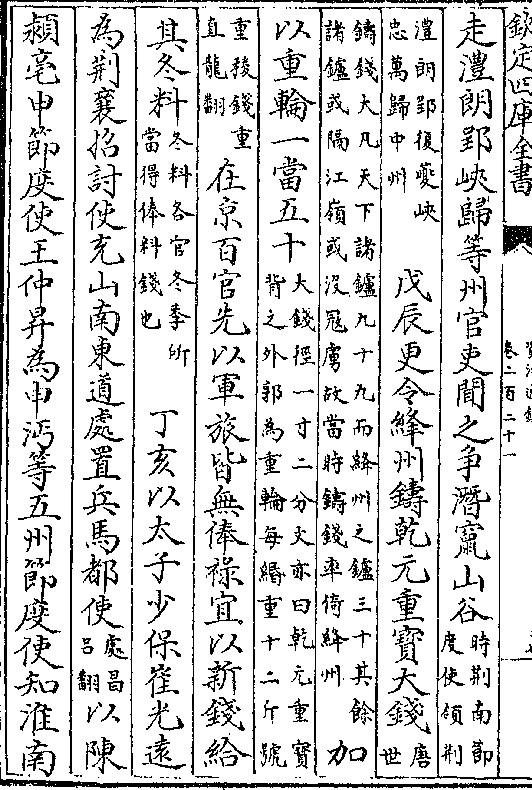 欽定四庫全書
卷二百二十一
走澧朗郢峽歸等州官吏聞之爭潛竄山谷時荆南節度使領荆
澧朗郢復夔峽忠萬歸中州 戊辰更令絳州鑄乾元重寶大錢唐世
鑄錢大凡天下諸鑪九十九而絳州之鑪三十其餘諸鑪或隔江嶺或没寇虜故當時鑄錢率倚絳州加
以重輪一當五十大錢徑一寸二分文亦曰乾元重寶背之外郭為重輪每緡重十二斤號
重稜錢重直龍翻在京百官先以軍旅皆無俸禄宜以新錢給
其冬料冬料各官冬季所當得俸料錢也 丁亥以太子少保崔光遠
為荆襄招討使充山南東道處置兵馬都使處昌呂翻以陳
頴亳申節度使王仲昇為申沔等五州節度使知淮南